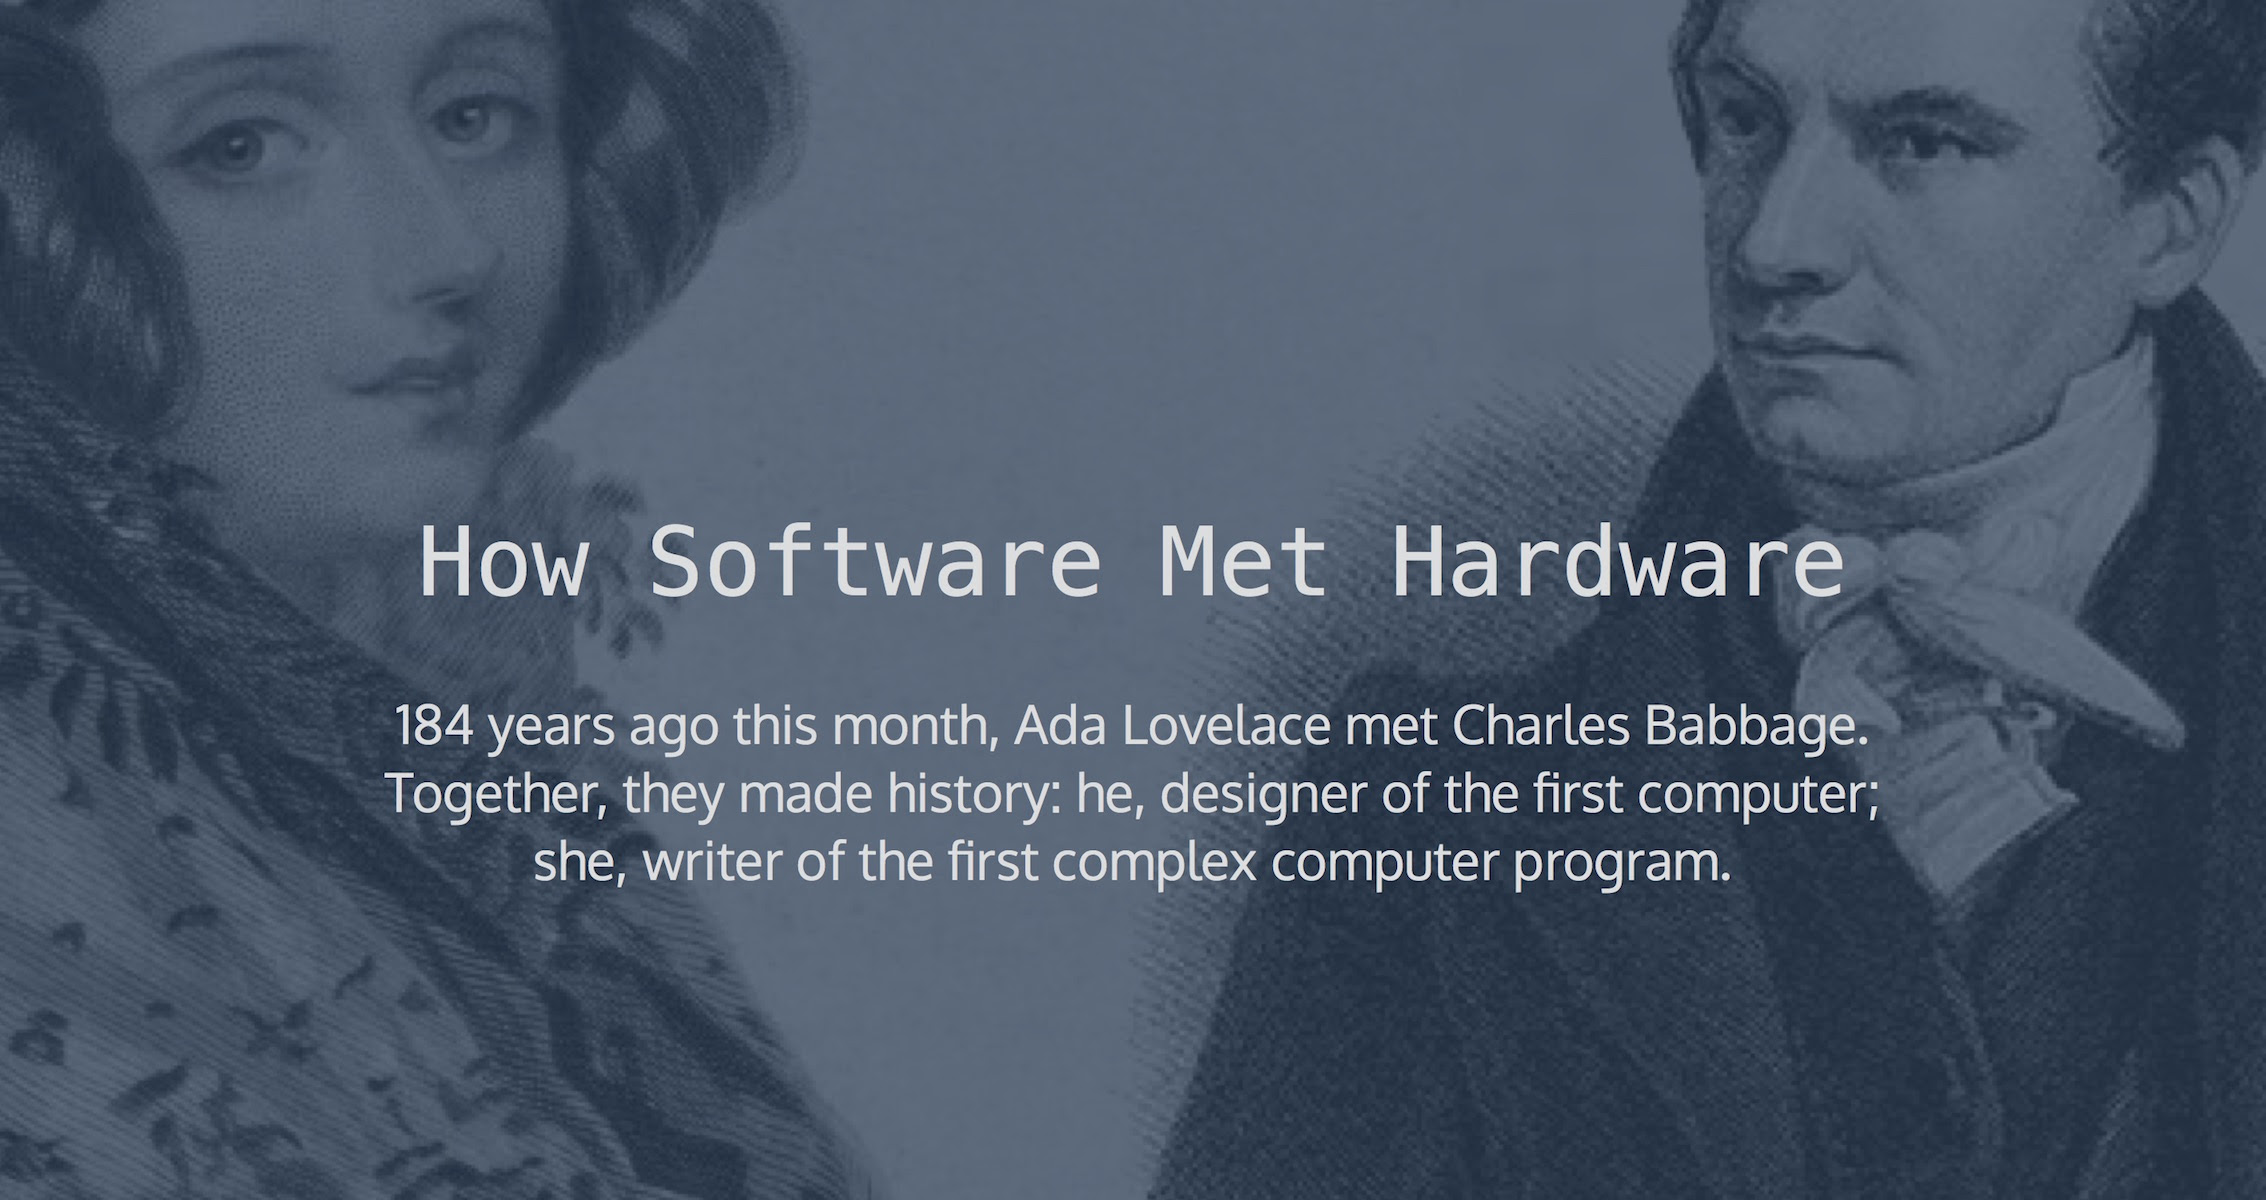 How Software Met Hardware
184 years ago this month, Ada Lovelace met Charles Babbage.
Together, they made history: he, designer of the first computer;
she, writer of the first complex computer program.